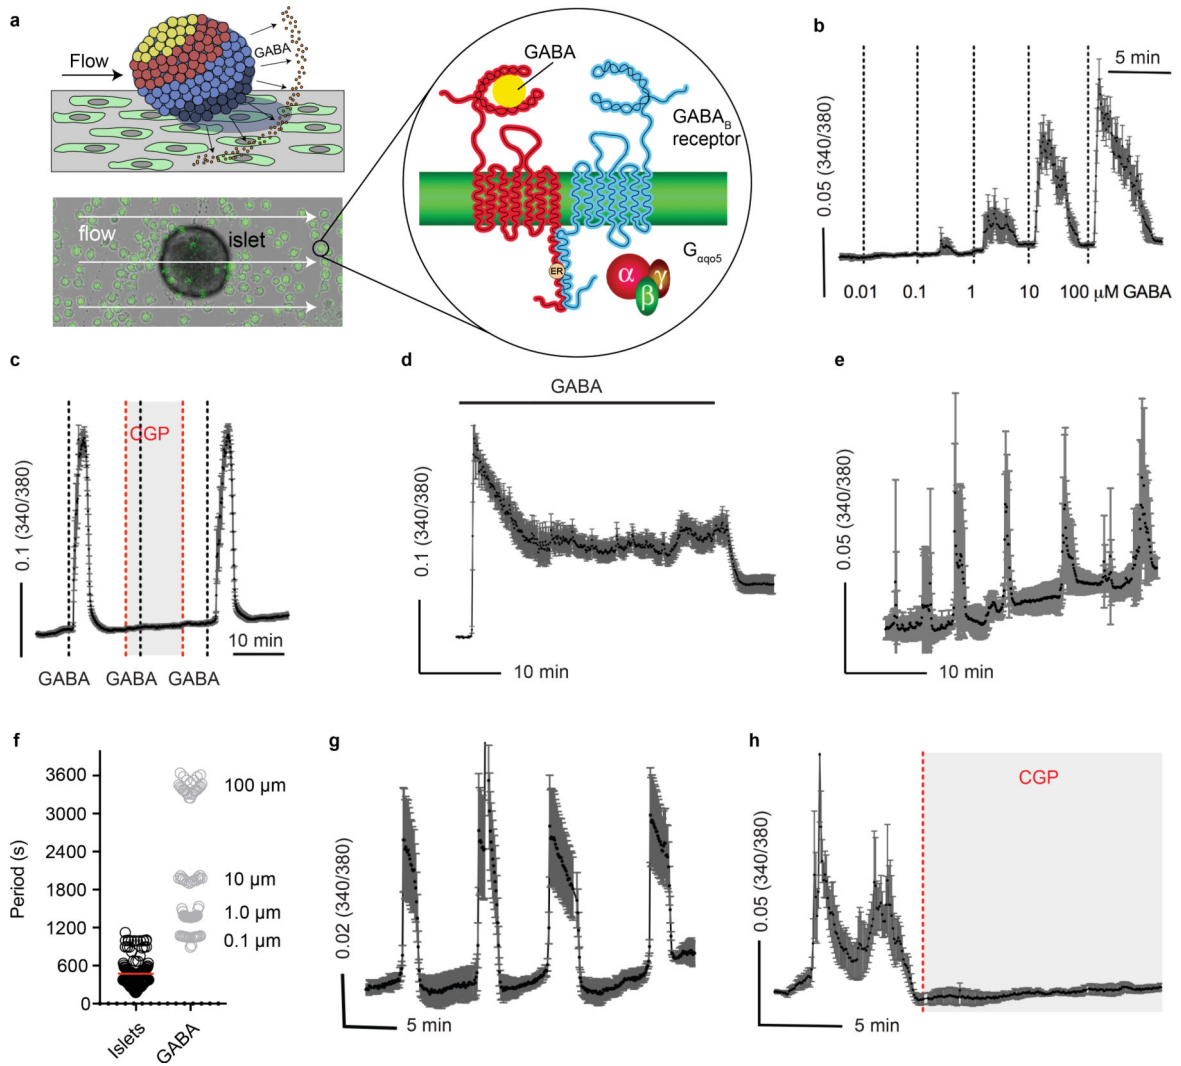 a
Flow
GABA
flow
islet
GABA
GABAB
receptor
Gαqo5
ER
α
β
γ
b
5 min
0.05 (340/380)
0.01
0.1
1
10
100 μM GABA
c
CGP
0.1 (340/380)
10 min
GABA
GABA
GABA
d
GABA
0.1 (340/380)
10 min
e
0.05 (340/380)
10 min
f
Period (s)
3600
3000
2400
1800
1200
600
0
100 μm
10 μm
1.0 μm
0.1 μm
Islets
GABA
g
0.02 (340/380)
5 min
h
CGP
0.05 (340/380)
5 min